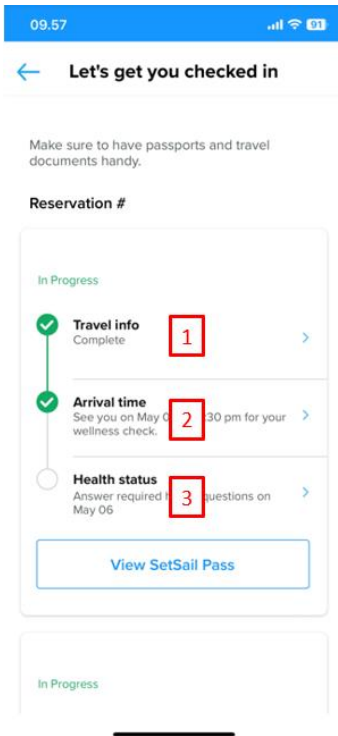 09.57
91
Let's get you checked in
Make sure to have passports and travel
documents handy.
Reservation #
In Progress
Travel info
Complete
1
Arrival time
See you on May 30 pm for your
2
wellness check.
Health status
Answer required questions on
3
May 06
View SetSail Pass
In Progress